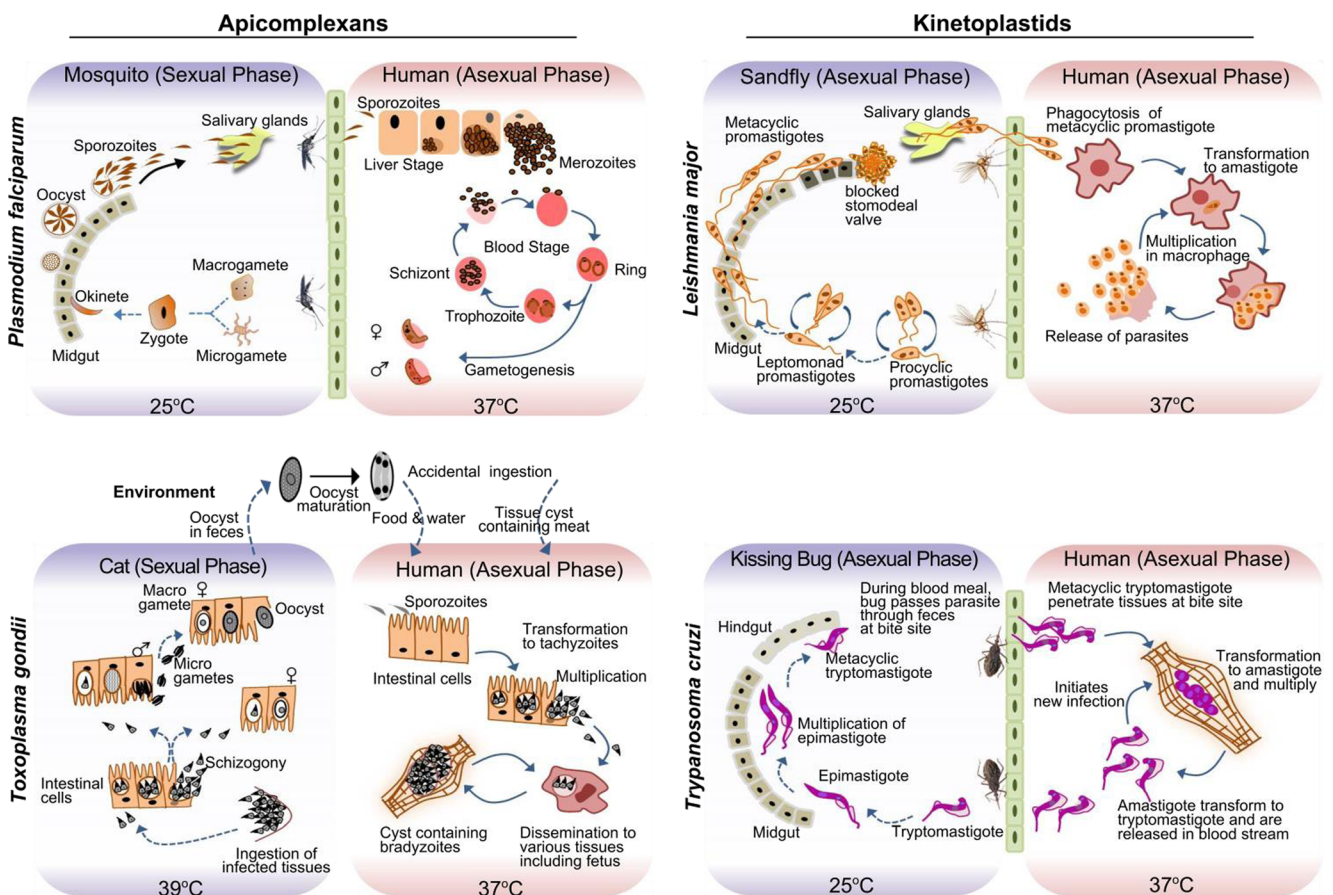 Apicomplexans
Kinetoplastids
Plasmodium falciparum
Mosquito (Sexual Phase)
Sporozoites
Salivary glands
Oocyst
Macrogamete
Okinete
Zygote
Microgamete
Midgut
25°C
Human (Asexual Phase)
Sporozoites
Liver Stage
Merozoites
Blood Stage
Schizont
Ring
Trophozoite
♀
♂
Gametogenesis
37°C
Leishmania major
Sandfly (Asexual Phase)
Metacyclic
promastigotes
Salivary glands
blocked
stomodeal
valve
Midgut
Leptomonad
promastigotes
Procyclic
promastigotes
25°C
Human (Asexual Phase)
Phagocytosis of
metacyclic promastigote
Transformation
to amastigote
Multiplication
in macrophage
Release of parasites
37°C
Toxoplasma gondii
Environment
Oocyst
maturation
Accidental ingestion
Oocyst
in feces
Food & water
Tissue cyst
containing meat
Cat (Sexual Phase)
Macro
gamete
♀
Oocyst
♂
Micro
gametes
♀
Schizogony
Intestinal
cells
Ingestion of
infected tissues
39°C
Human (Asexual Phase)
Sporozoites
Transformation
to tachyzoites
Intestinal cells
Multiplication
Cyst containing
bradyzoites
Dissemination to
various tissues
including fetus
37°C
Trypanosoma cruzi
Kissing Bug (Asexual Phase)
During blood meal,
bug passes parasite
through feces
at bite site
Hindgut
Metacyclic
tryptomastigote
Multiplication of
epimastigote
Epimastigote
Midgut
Tryptomastigote
25°C
Human (Asexual Phase)
Metacyclic tryptomastigote
penetrate tissues at bite site
Transformation
to amastigote
and multiply
Initiates
new infection
Amastigote transform to
tryptomastigote and are
released in blood stream
37°C